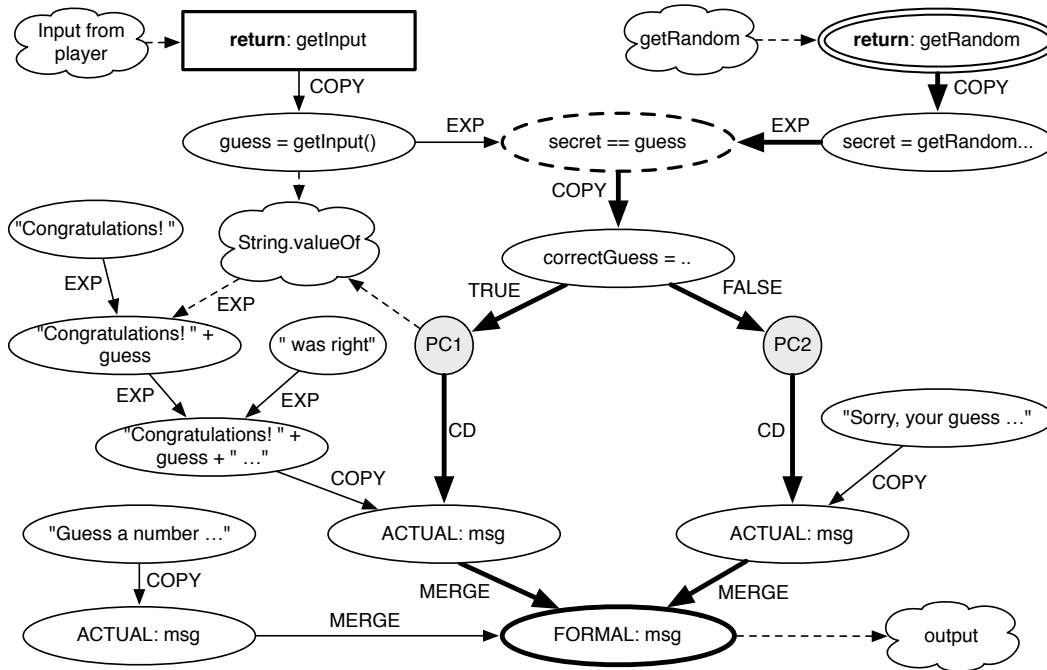 Input from
player
return: getInput
getRandom
return: getRandom
COPY
COPY
guess = getInput()
EXP
secret == guess
EXP
secret = getRandom...
COPY
"Congratulations! "
String.valueOf
correctGuess = ..
EXP
EXP
TRUE
FALSE
"Congratulations! " +
guess
" was right"
PC1
PC2
EXP
EXP
"Congratulations! " +
guess + " …"
CD
CD
"Sorry, your guess …"
COPY
COPY
"Guess a number …"
ACTUAL: msg
ACTUAL: msg
COPY
MERGE
MERGE
ACTUAL: msg
MERGE
FORMAL: msg
output